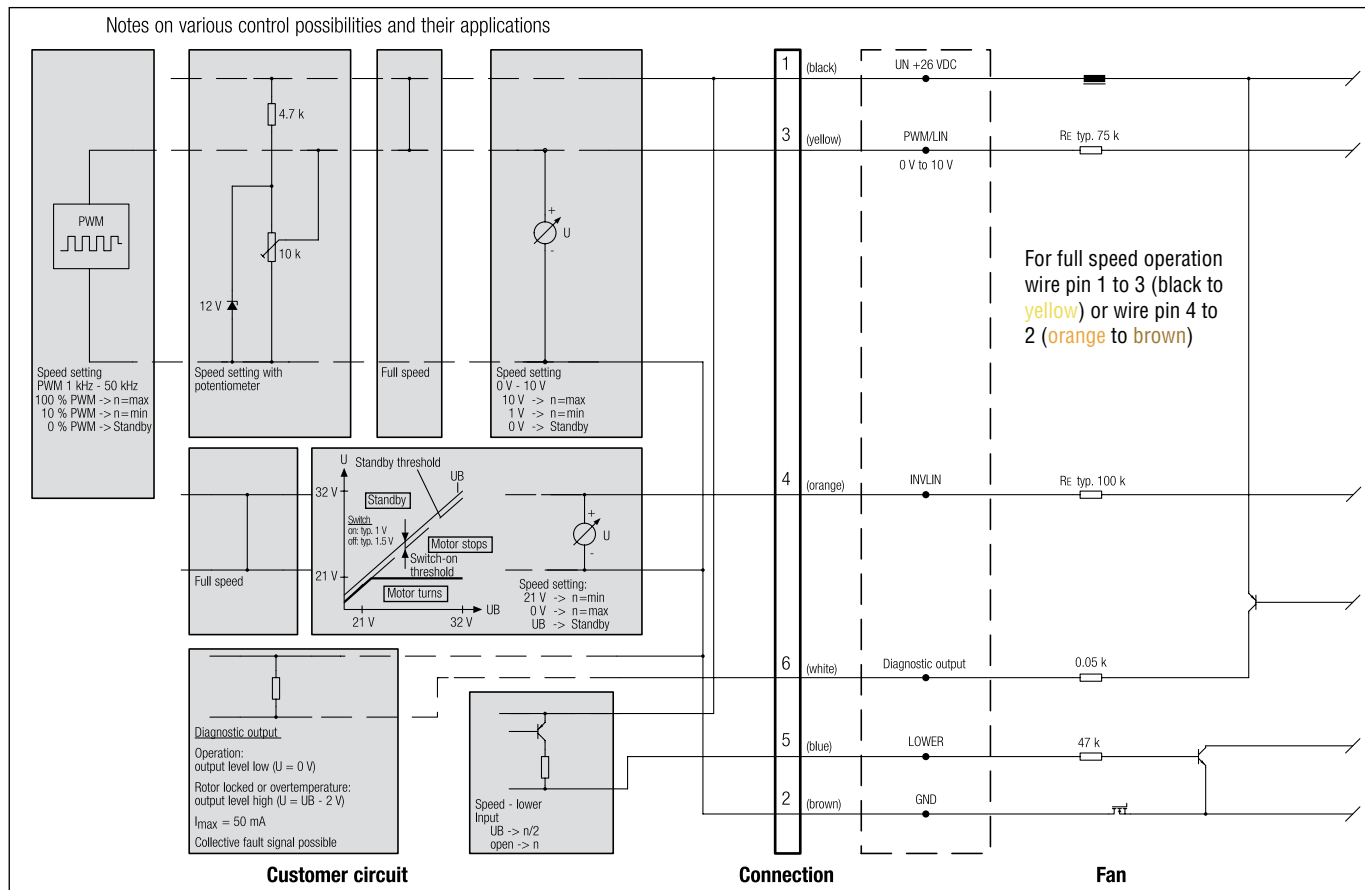 Notes on various control possibilities and their applications
PWM
Speed setting
PWM 1 kHz - 50 kHz
100 % PWM -> n=max
10 % PWM -> n=min
0 % PWM -> Standby
4.7 k
10 k
12 V
Speed setting with
potentiometer
Full speed
+
U
-
Speed setting
0 V - 10 V
10 V -> n=max
1 V -> n=min
0 V -> Standby
1
(black)
UN +26 VDC
3
(yellow)
PWM/LIN
0 V to 10 V
RE typ. 75 k
For full speed operation
wire pin 1 to 3 (black to
yellow) or wire pin 4 to
2 (orange to brown)
Full speed
U
Standby threshold
UB
32 V
Standby
Switch
on: typ. 1 V
off: typ. 1.5 V
Motor stops
Switch-on
threshold
21 V
Motor turns
UB
21 V
32 V
+
U
-
Speed setting:
21 V -> n=min
0 V -> n=max
UB -> Standby
4
(orange)
INVLIN
RE typ. 100 k
6
(white)
Diagnostic output
0.05 k
Diagnostic output
Operation:
output level low (U = 0 V)
Rotor locked or overtemperature:
output level high (U = UB - 2 V)
Imax = 50 mA
Collective fault signal possible
Speed - lower
Input
UB -> n/2
open -> n
5
(blue)
LOWER
47 k
2
(brown)
GND
Customer circuit
Connection
Fan